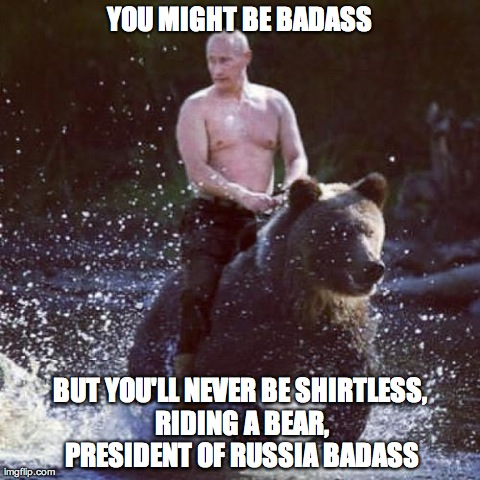 YOU MIGHT BE BADASS
BUT YOU'LL NEVER BE SHIRTLESS,
RIDING A BEAR,
PRESIDENT OF RUSSIA BADASS
imgflip.com